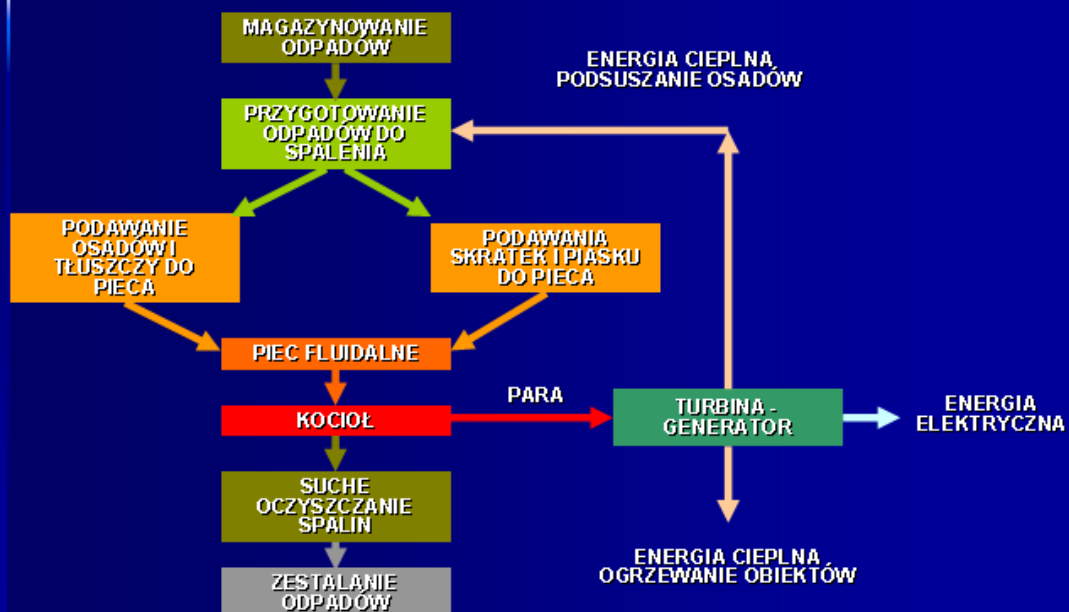 MAGAZYNOWANIE
ODPADÓW
ENERGIA CIEPLNA
PODSUSZANIE OSADÓW
PRZYGOTOWANIE
ODPADÓW DO
SPALENIA
PODAWANIE
OSADÓW I
TŁUSZCZY DO
PIECA
PODAWANIA
SKRATEK I PIASKU
DO PIECA
PIEC FLUIDALNE
KOCIOŁ
PARA
TURBINA -
GENERATOR
ENERGIA
ELEKTRYCZNA
SUCHE
OCZYSZCZANIE
SPALIN
ENERGIA CIEPLNA
OGRZEWANIE OBIEKTÓW
ZESTALANIE
ODPADÓW